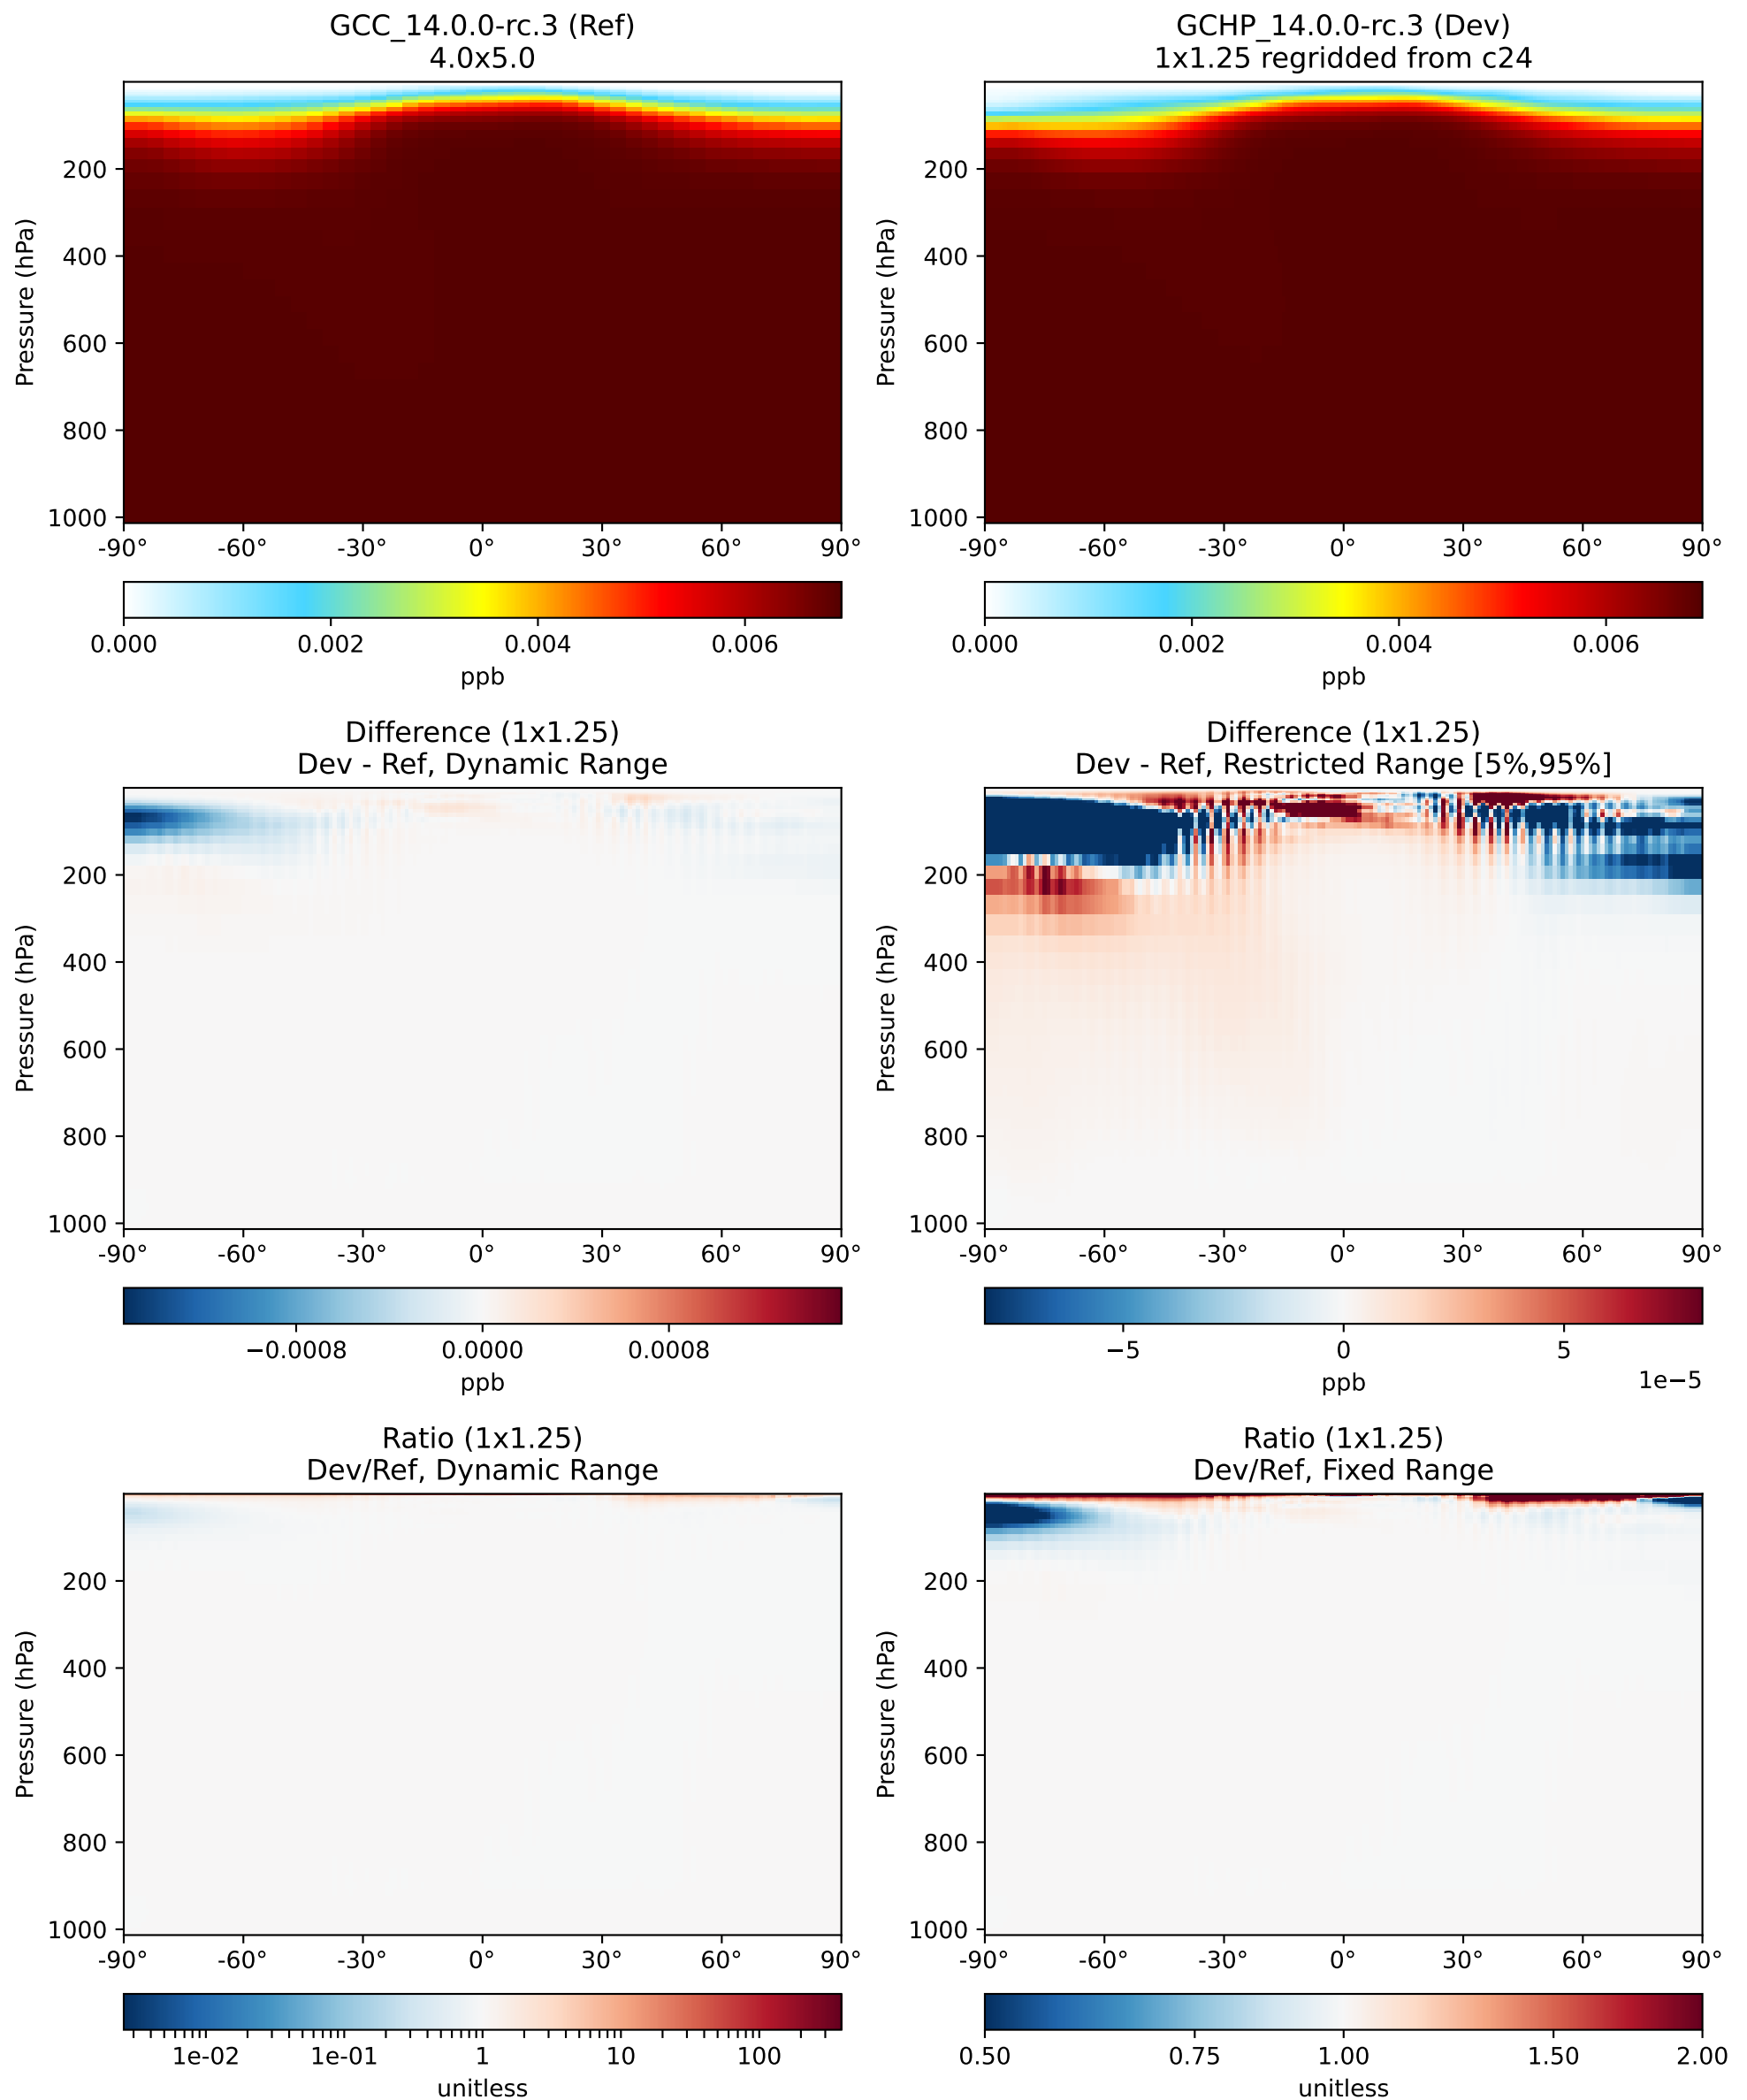 GCC_14.0.0-rc.3 (Ref)
4.0x5.0
Pressure (hPa)
200
400
600
800
1000
-90° -60° -30° 0° 30° 60° 90°
0.000 0.002 0.004 0.006
ppb
GCHP_14.0.0-rc.3 (Dev)
1x1.25 regridded from c24
Pressure (hPa)
200
400
600
800
1000
-90° -60° -30° 0° 30° 60° 90°
0.000 0.002 0.004 0.006
ppb
Difference (1x1.25)
Dev - Ref, Dynamic Range
Pressure (hPa)
200
400
600
800
1000
-90° -60° -30° 0° 30° 60° 90°
−0.0008 0.0000 0.0008
ppb
Difference (1x1.25)
Dev - Ref, Restricted Range [5%,95%]
Pressure (hPa)
200
400
600
800
1000
-90° -60° -30° 0° 30° 60° 90°
−5 0 5
ppb
1e−5
Ratio (1x1.25)
Dev/Ref, Dynamic Range
Pressure (hPa)
200
400
600
800
1000
-90° -60° -30° 0° 30° 60° 90°
1e-02 1e-01 1 10 100
unitless
Ratio (1x1.25)
Dev/Ref, Fixed Range
Pressure (hPa)
200
400
600
800
1000
-90° -60° -30° 0° 30° 60° 90°
0.50 0.75 1.00 1.50 2.00
unitless